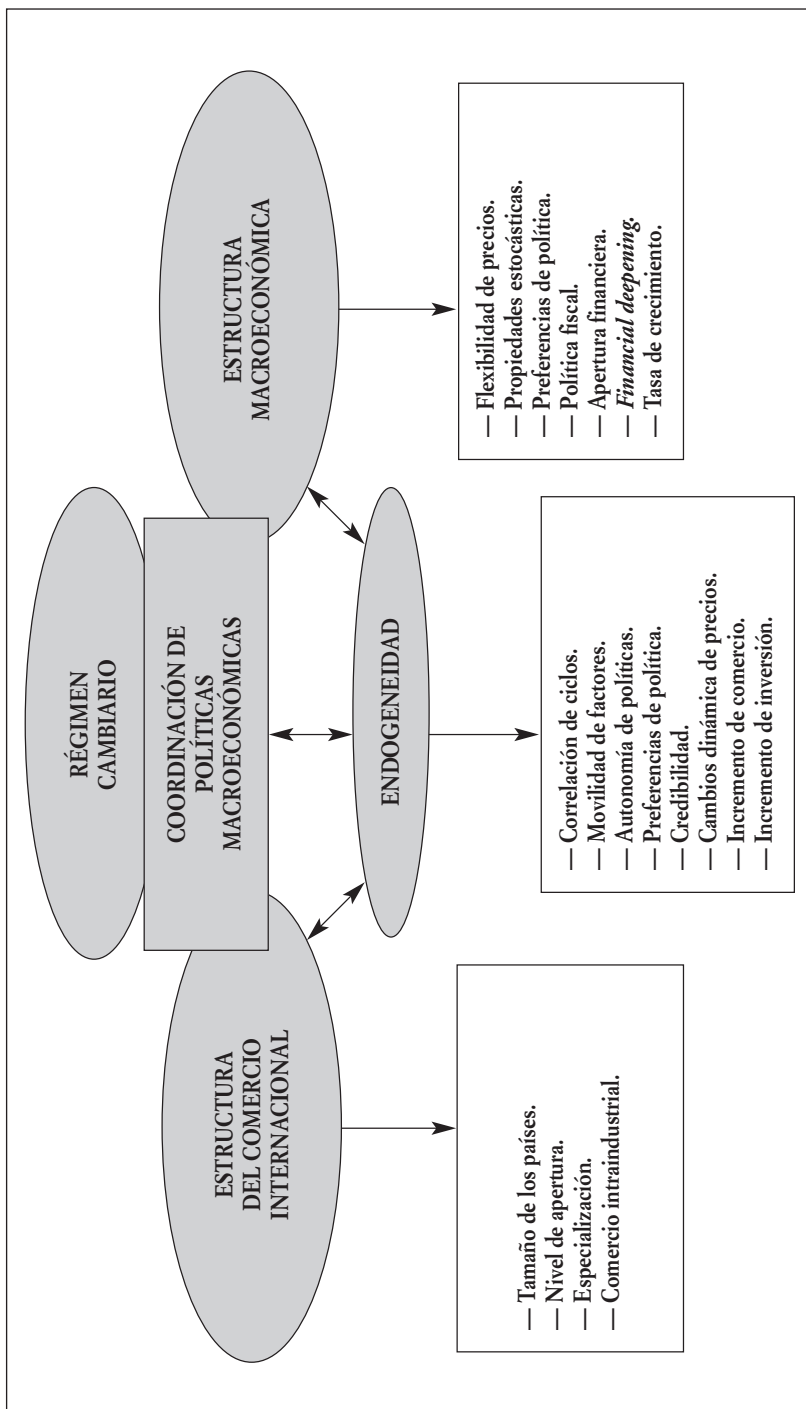 RÉGIMEN
CAMBIARIO
COORDINACIÓN DE
POLÍTICAS
MACROECONÓMICAS
ESTRUCTURA
DEL COMERCIO
INTERNACIONAL
ENDOGENEIDAD
ESTRUCTURA
MACROECONÓMICA
— Tamaño de los países.
— Nivel de apertura.
— Especialización.
— Comercio intraindustrial.
— Correlación de ciclos.
— Movilidad de factores.
— Autonomía de políticas.
— Preferencias de política.
— Credibilidad.
— Cambios dinámica de precios.
— Incremento de comercio.
— Incremento de inversión.
— Flexibilidad de precios.
— Propiedades estocásticas.
— Preferencias de política.
— Política fiscal.
— Apertura financiera.
— Financial deepening.
— Tasa de crecimiento.